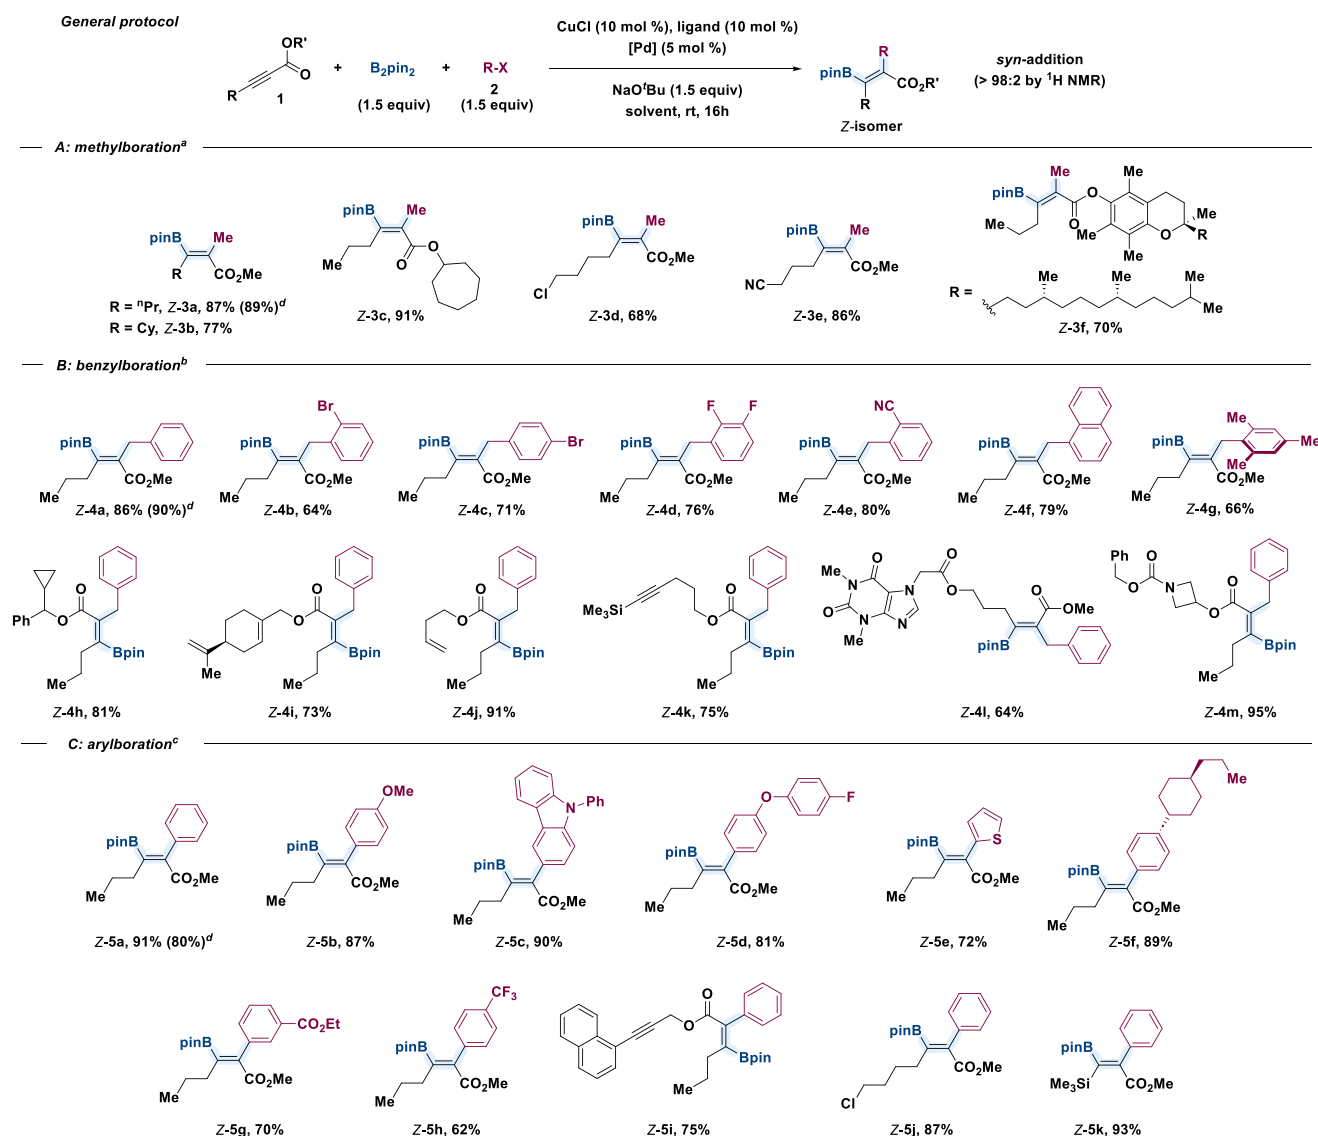 General protocol
CuCl (10 mol %), ligand (10 mol %)
[Pd] (5 mol %)
NaOᵗBu (1.5 equiv)
solvent, rt, 16h
OR'
O
R
1
+
B₂pin₂
(1.5 equiv)
+
R-X
2
(1.5 equiv)
R
pinB
CO₂R'
R
Z-isomer
syn-addition
(> 98:2 by ¹H NMR)
A: methylborationᵃ
pinB
Me
R
CO₂Me
R = ⁿPr, Z-3a, 87% (89%)ᵈ
R = Cy, Z-3b, 77%
pinB
Me
Me
O
O
Z-3c, 91%
pinB
Me
CO₂Me
Cl
Z-3d, 68%
pinB
Me
CO₂Me
NC
Z-3e, 86%
Me
Me
pinB
O
Me
O
Me
O
Me
R
Me
R =
Me
Me
Me
Me
Z-3f, 70%
B: benzylborationᵇ
pinB
CO₂Me
Me
Z-4a, 86% (90%)ᵈ
Br
pinB
CO₂Me
Me
Z-4b, 64%
pinB
Br
CO₂Me
Me
Z-4c, 71%
F
F
pinB
CO₂Me
Me
Z-4d, 76%
NC
pinB
CO₂Me
Me
Z-4e, 80%
pinB
CO₂Me
Me
Z-4f, 79%
Me
pinB
Me
Me
CO₂Me
Me
Z-4g, 66%
O
Ph
O
Bpin
Me
Z-4h, 81%
O
O
Bpin
Me
Me
Z-4i, 73%
O
O
Bpin
Me
Z-4j, 91%
Me₃Si
O
O
Bpin
Me
Z-4k, 75%
O
Me
N
N
O
O
O
N
N
Me
CO₂Me
pinB
Z-4l, 64%
Ph
O
O
N
O
O
Bpin
Me
Z-4m, 95%
C: arylborationᶜ
pinB
CO₂Me
Me
Z-5a, 91% (80%)ᵈ
OMe
pinB
CO₂Me
Me
Z-5b, 87%
N
Ph
pinB
CO₂Me
Me
Z-5c, 90%
O
F
pinB
CO₂Me
Me
Z-5d, 81%
pinB
S
CO₂Me
Me
Z-5e, 72%
Me
pinB
CO₂Me
Me
Z-5f, 89%
CO₂Et
pinB
CO₂Me
Me
Z-5g, 70%
CF₃
pinB
CO₂Me
Me
Z-5h, 62%
O
O
Bpin
Me
Z-5i, 75%
pinB
CO₂Me
Cl
Z-5j, 87%
pinB
Me₃Si
CO₂Me
Z-5k, 93%